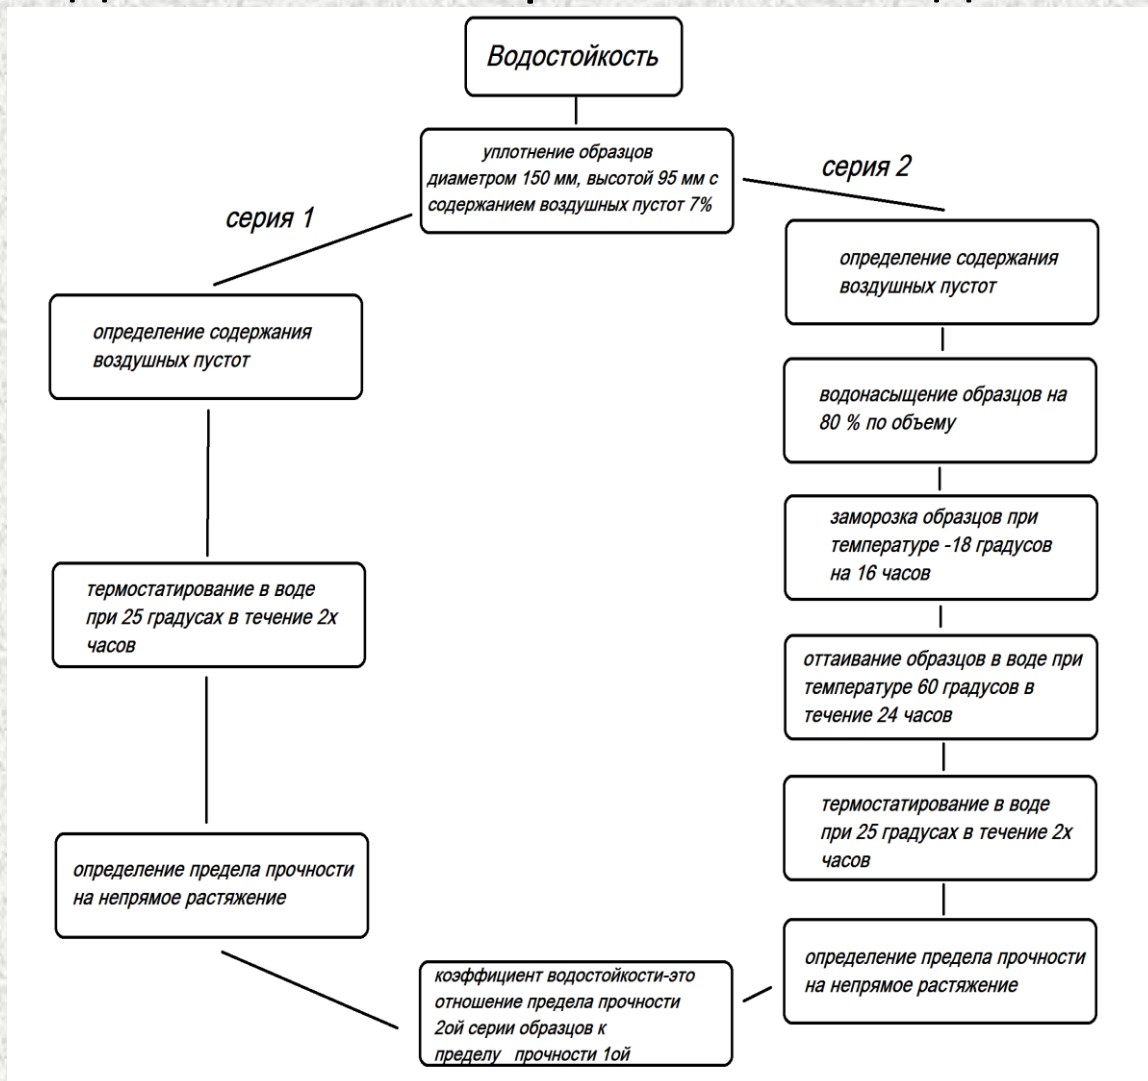 Водостойкость
уплотнение образцов
диаметром 150 мм, высотой 95 мм с
содержанием воздушных пустот 7%
серия 1
определение содержания
воздушных пустот
термостатирование в воде
при 25 градусах в течение 2х
часов
определение предела прочности
на непрямое растяжение
серия 2
определение содержания
воздушных пустот
водонасыщение образцов на
80 % по объему
заморозка образцов при
температуре -18 градусов
на 16 часов
оттаивание образцов в воде при
температуре 60 градусов в
течение 24 часов
термостатирование в воде
при 25 градусах в течение 2х
часов
определение предела прочности
на непрямое растяжение
коэффициент водостойкости-это
отношение предела прочности
2ой серии образцов к
пределу прочности 1ой